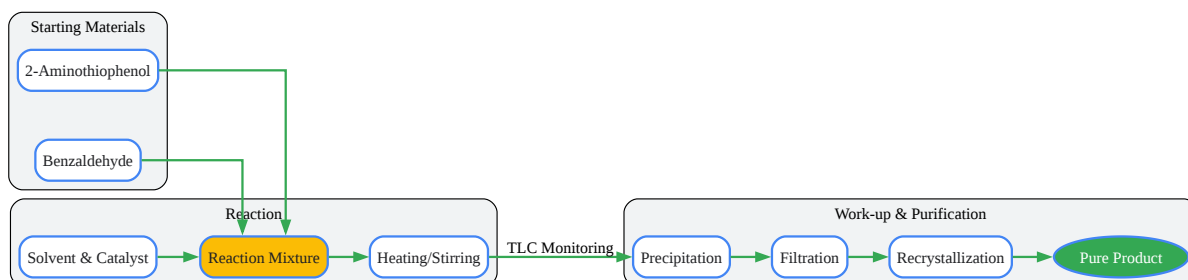 Starting Materials
2-Aminothiophenol
Benzaldehyde
Reaction
Solvent & Catalyst
Reaction Mixture
Heating/Stirring
TLC Monitoring
Work-up & Purification
Precipitation
Filtration
Recrystallization
Pure Product